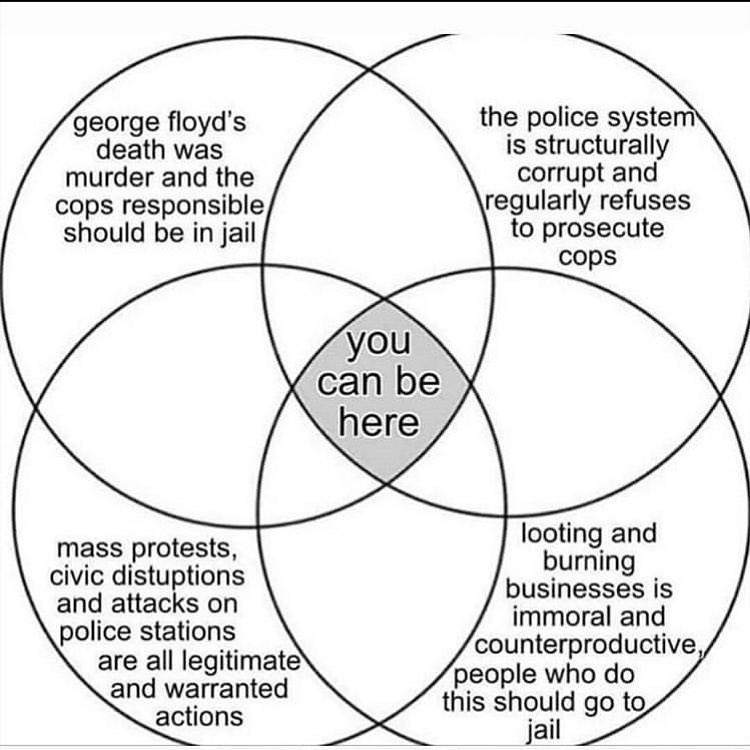 george floyd's
death was
murder and the
cops responsible
should be in jail
the police system
is structurally
corrupt and
regularly refuses
to prosecute
cops
you
can be
here
mass protests,
civic distuptions
and attacks on
police stations
are all legitimate
and warranted
actions
looting and
burning
businesses is
immoral and
counterproductive,
people who do
this should go to
jail